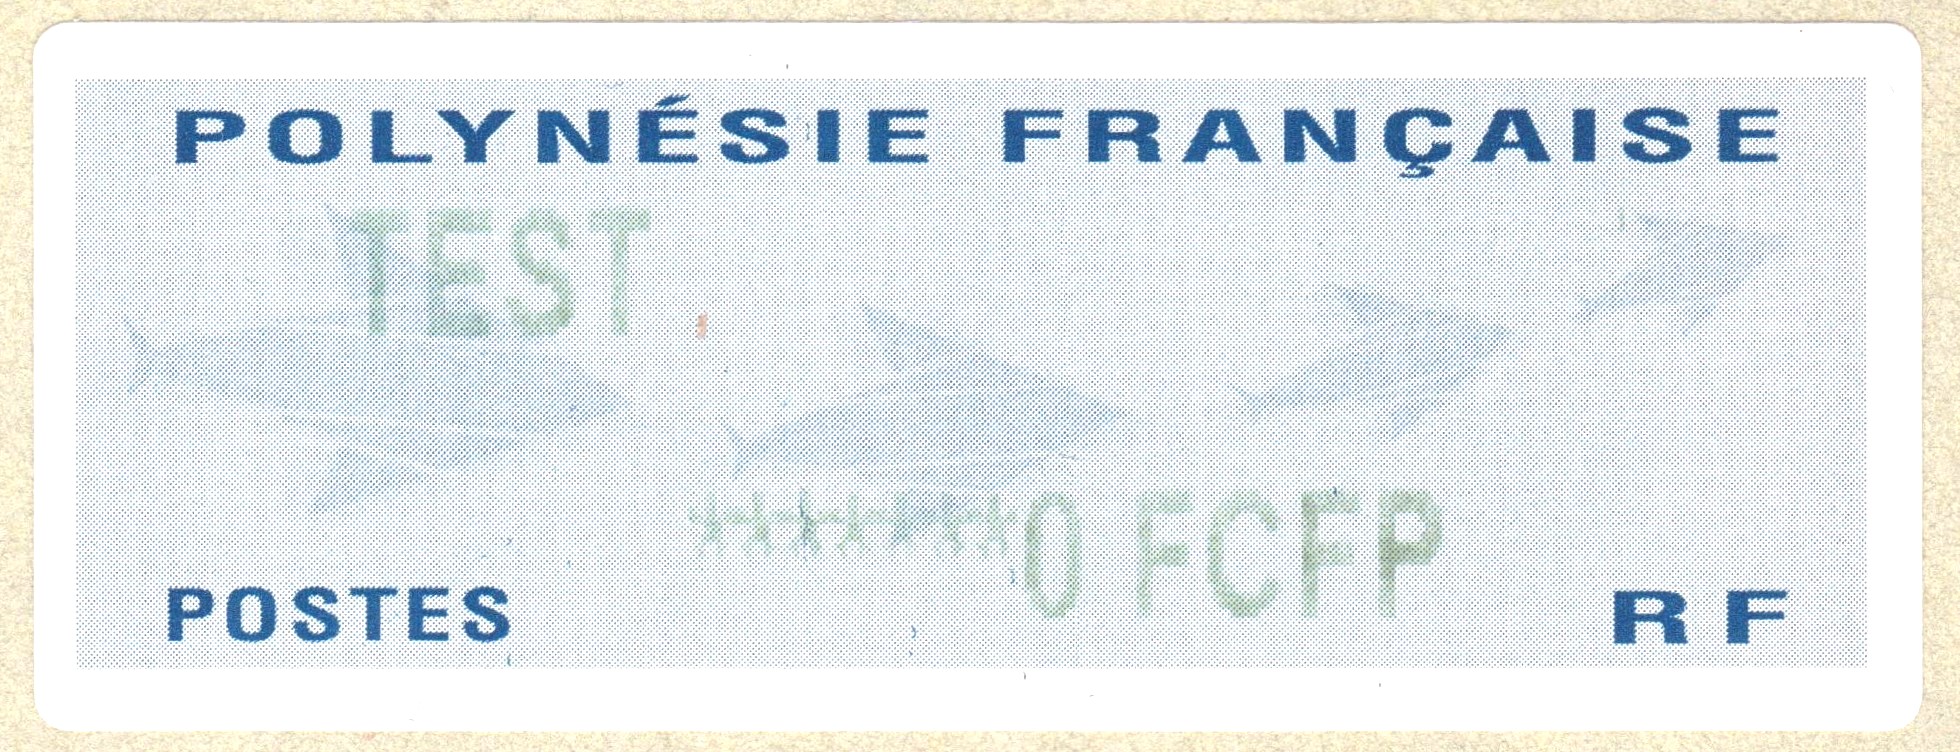 POLYNÉSIE FRANÇAISE
TEST
*******0 FCFP
POSTES RF